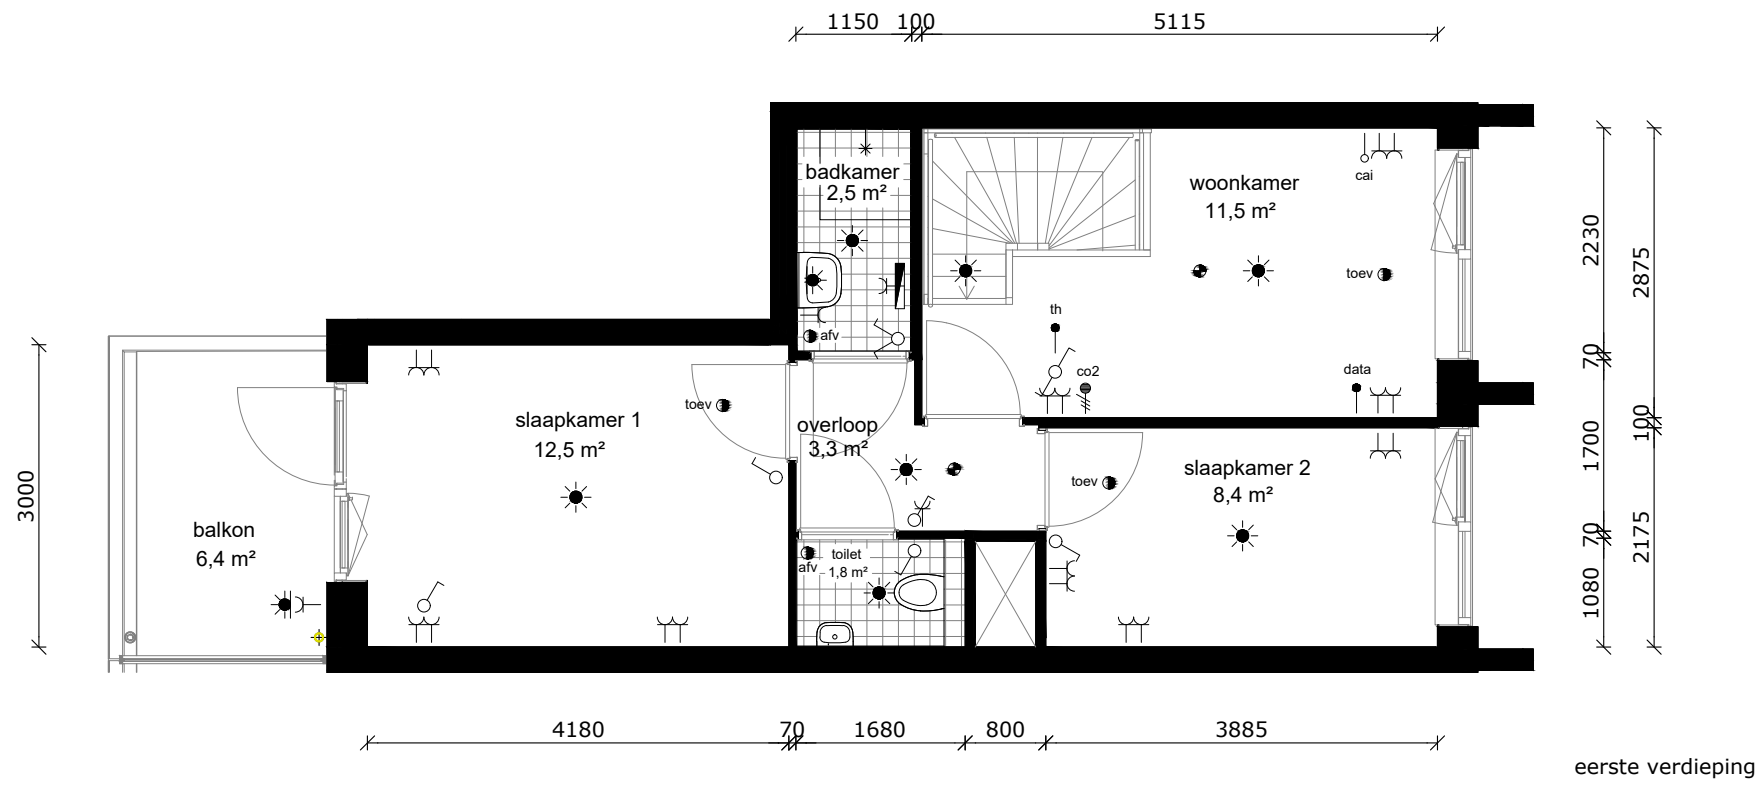 1150 100 5115
badkamer
2,5 m²
woonkamer
11,5 m²
cai
toev
th
afv
co2
data
2230
70
1700
70
1080
2875
100
2175
3000
slaapkamer 1
12,5 m²
toev
overloop
3,3 m²
toev
slaapkamer 2
8,4 m²
balkon
6,4 m²
toilet
1,8 m²
afv
4180 70 1680 800 3885
eerste verdieping